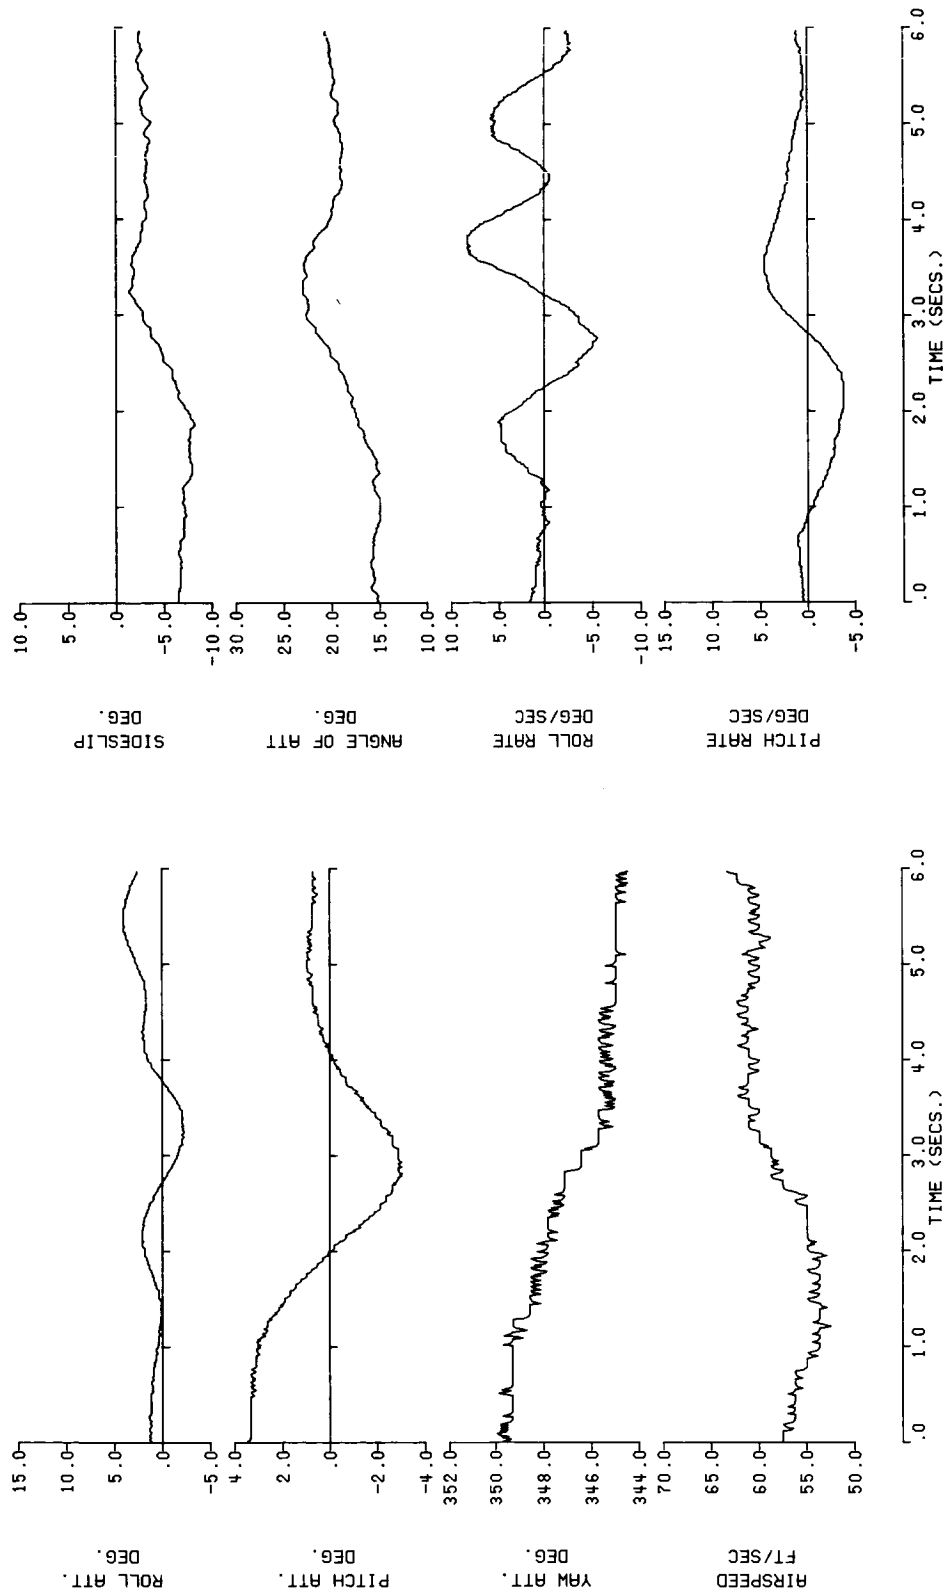 ROLL ATT.
DEG.
15.0
10.0
5.0
.0
-5.0
PITCH ATT.
DEG.
4.0
2.0
.0
-2.0
-4.0
YAW ATT.
DEG.
352.0
350.0
348.0
346.0
344.0
AIRSPEED
FT/SEC
70.0
65.0
60.0
55.0
50.0
.0 1.0 2.0 3.0 4.0 5.0 6.0
TIME (SECS.)
SIDESLIP
DEG.
10.0
5.0
.0
-5.0
-10.0
ANGLE OF ATT
DEG.
30.0
25.0
20.0
15.0
10.0
ROLL RATE
DEG/SEC
10.0
5.0
.0
-5.0
-10.0
PITCH RATE
DEG/SEC
15.0
10.0
5.0
.0
-5.0
.0 1.0 2.0 3.0 4.0 5.0 6.0
TIME (SECS.)